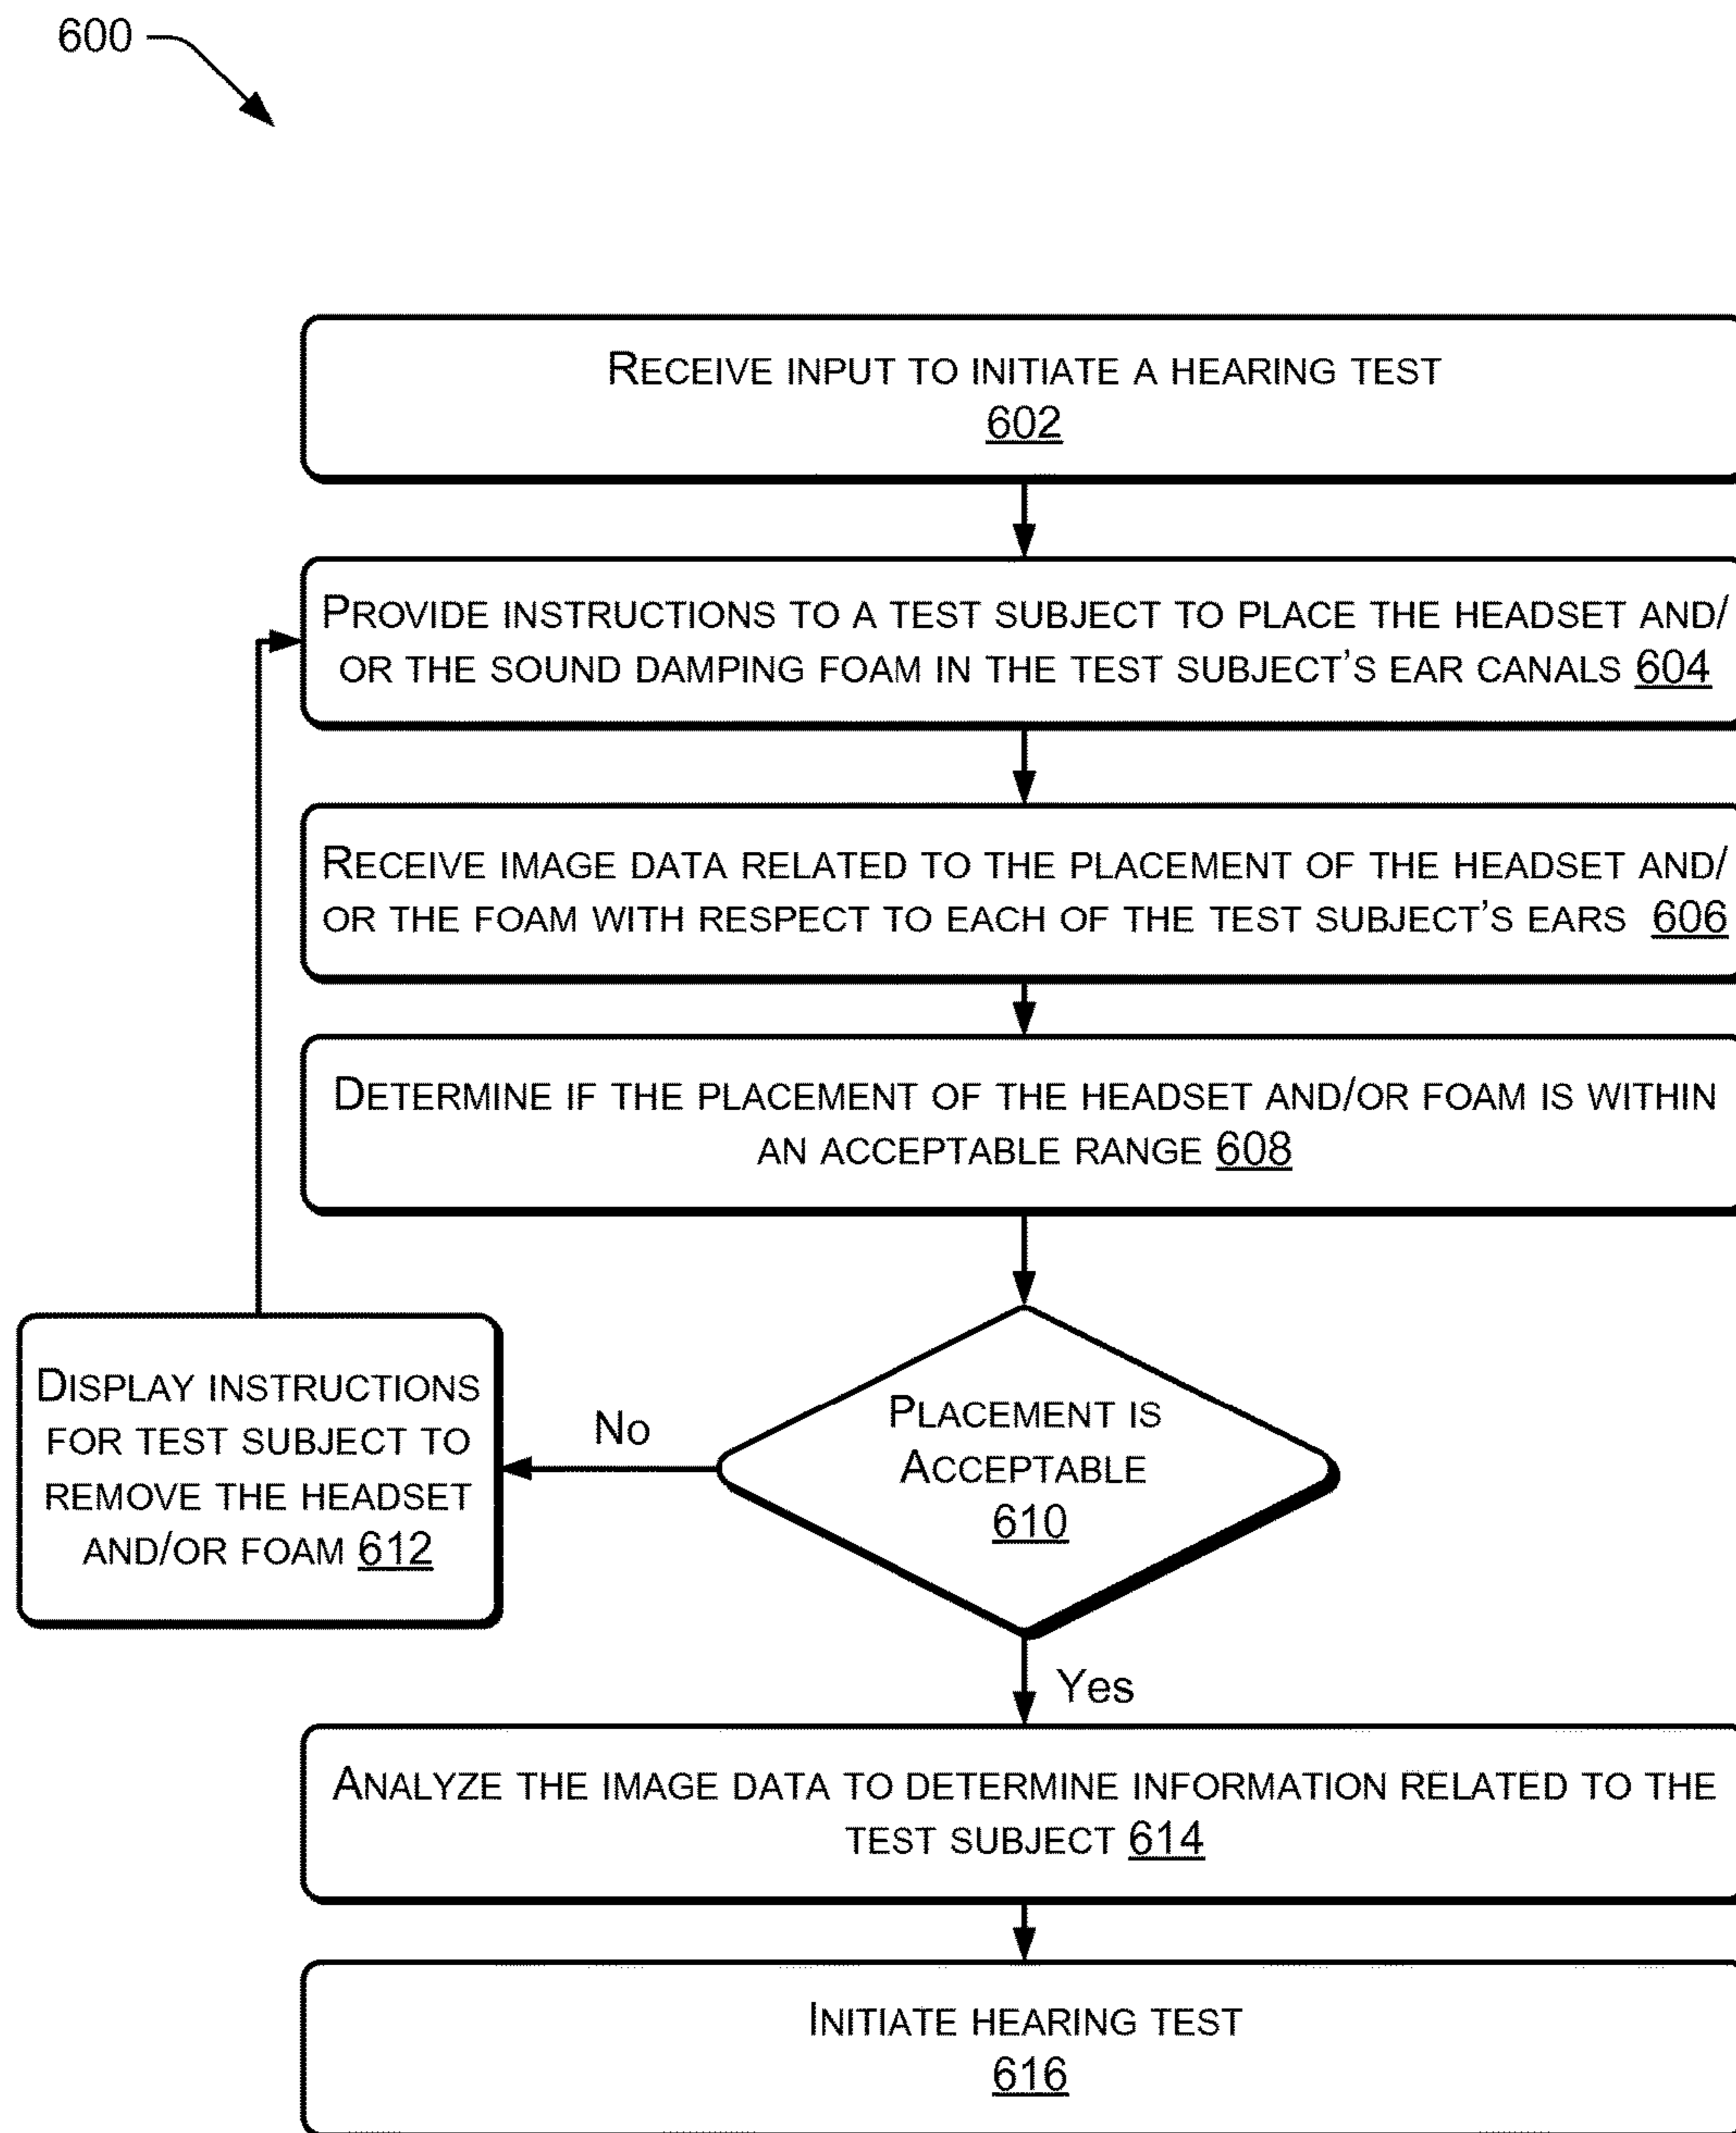 600
RECEIVE INPUT TO INITIATE A HEARING TEST
602
PROVIDE INSTRUCTIONS TO A TEST SUBJECT TO PLACE THE HEADSET AND/
OR THE SOUND DAMPING FOAM IN THE TEST SUBJECT'S EAR CANALS 604
RECEIVE IMAGE DATA RELATED TO THE PLACEMENT OF THE HEADSET AND/
OR THE FOAM WITH RESPECT TO EACH OF THE TEST SUBJECT'S EARS 606
DETERMINE IF THE PLACEMENT OF THE HEADSET AND/OR FOAM IS WITHIN
AN ACCEPTABLE RANGE 608
PLACEMENT IS
ACCEPTABLE
610
No
DISPLAY INSTRUCTIONS
FOR TEST SUBJECT TO
REMOVE THE HEADSET
AND/OR FOAM 612
Yes
ANALYZE THE IMAGE DATA TO DETERMINE INFORMATION RELATED TO THE
TEST SUBJECT 614
INITIATE HEARING TEST
616